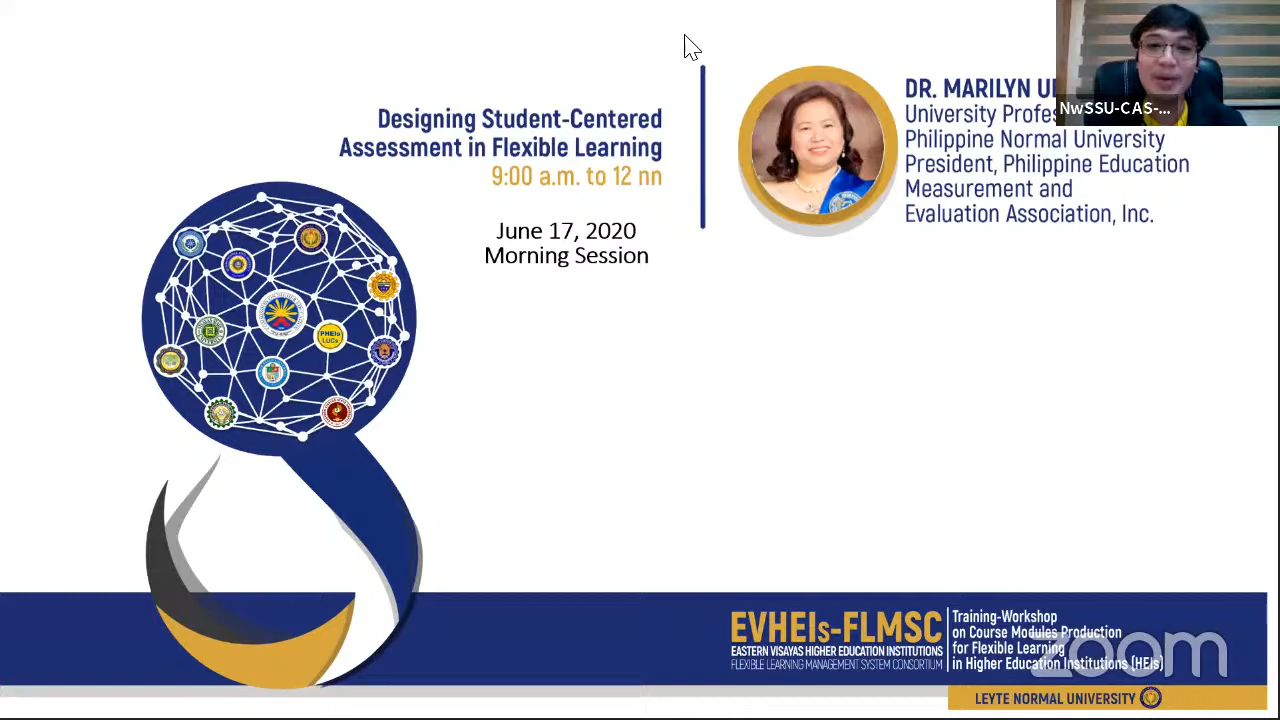 Designing Student-Centered
Assessment in Flexible Learning
9:00 a.m. to 12 nn
June 17, 2020
Morning Session
DR. MARILYN
University
Philippine Normal University
President, Philippine Education
Measurement and
Evaluation Association, Inc.
NwSSU-CAS-...
PHEIs
LUCs
EVHEIs-FLMSC
EASTERN VISAYAS HIGHER EDUCATION INSTITUTIONS
FLEXIBLE LEARNING MANAGEMENT SYSTEM CONSORTIUM
Training-Workshop
on Course Modules Production
for Flexible Learning
in Higher Education Institutions (HEIs)
zoom
LEYTE NORMAL UNIVERSITY